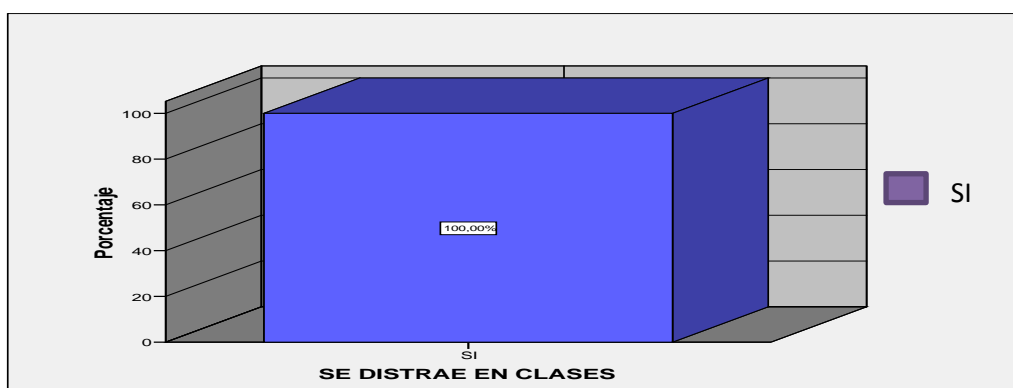 100
80
60
40
20
0
Porcentaje
100,00%
SI
SE DISTRAE EN CLASES
SI